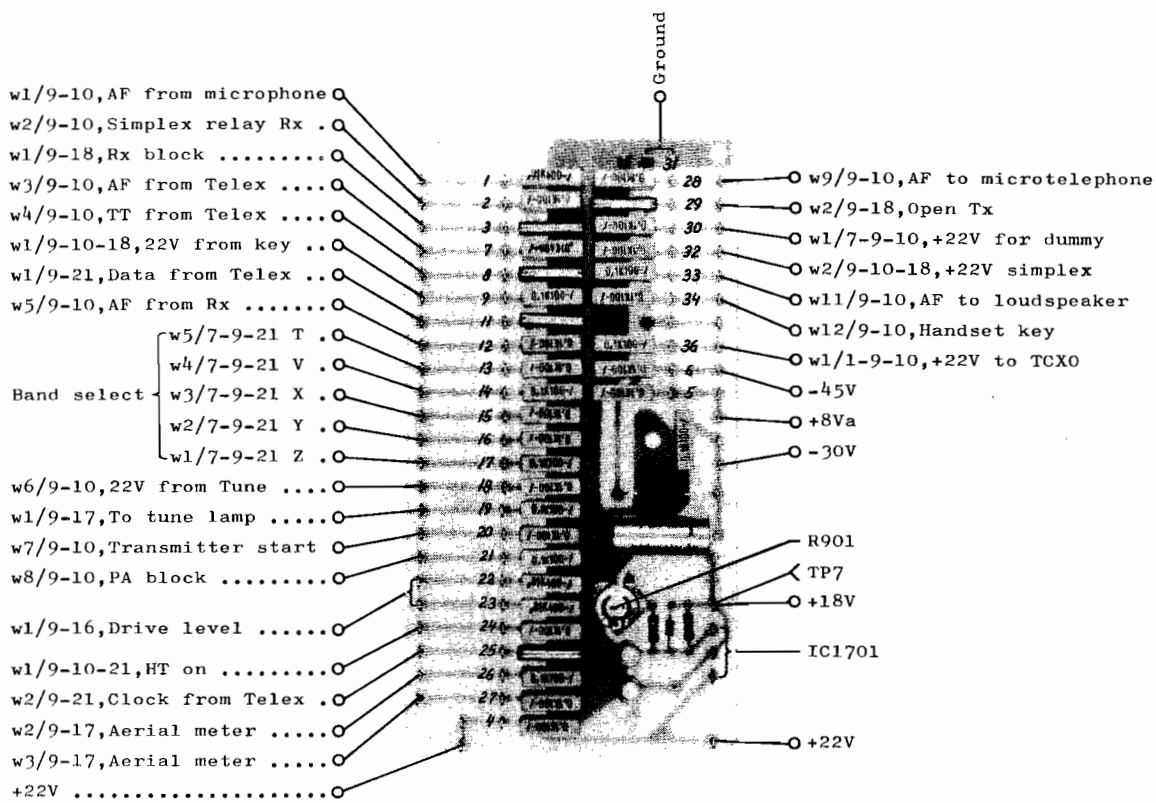 Ground
w1/9-10,AF from microphone
w2/9-10,Simplex relay Rx .
w1/9-18,Rx block .........
w3/9-10,AF from Telex ....
w4/9-10,TT from Telex ....
w1/9-10-18,22V from key ..
w1/9-21,Data from Telex ..
w5/9-10,AF from Rx .......
w5/7-9-21 T .
w4/7-9-21 V .
Band select
w3/7-9-21 X .
w2/7-9-21 Y .
w1/7-9-21 Z .
w6/9-10,22V from Tune ....
w1/9-17,To tune lamp .....
w7/9-10,Transmitter start
w8/9-10,PA block .........
w1/9-16,Drive level ......
w1/9-10-21,HT on .........
w2/9-21,Clock from Telex .
w2/9-17,Aerial meter .....
w3/9-17,Aerial meter .....
+22V .....................
1
2
3
7
8
9
11
12
13
14
15
16
17
18
19
20
21
22
23
24
25
26
27
4
31
28
29
30
32
33
34
36
6
5
w9/9-10,AF to microtelephone
w2/9-18,Open Tx
w1/7-9-10,+22V for dummy
w2/9-10-18,+22V simplex
w11/9-10,AF to loudspeaker
w12/9-10,Handset key
w1/1-9-10,+22V to TCXO
-45V
+8Va
-30V
R901
TP7
+18V
IC1701
+22V